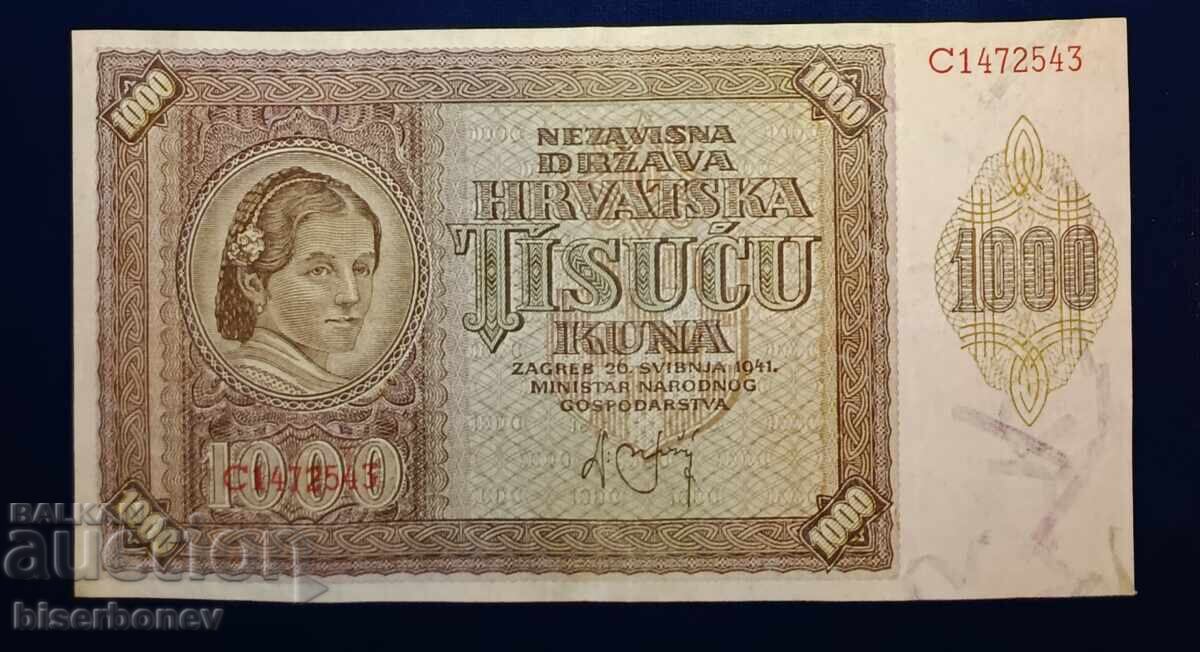 1000
1000
C1472543
NEZAVISNA
DRŽAVA
HRVATSKA
TISUĆU
KUNA
1000
ZAGREB 26. SVIBNJA 1941.
MINISTAR NARODNOG
GOSPODARSTVA
1000
C1472543
1000
1000
BALKAN
auction
biserbonev